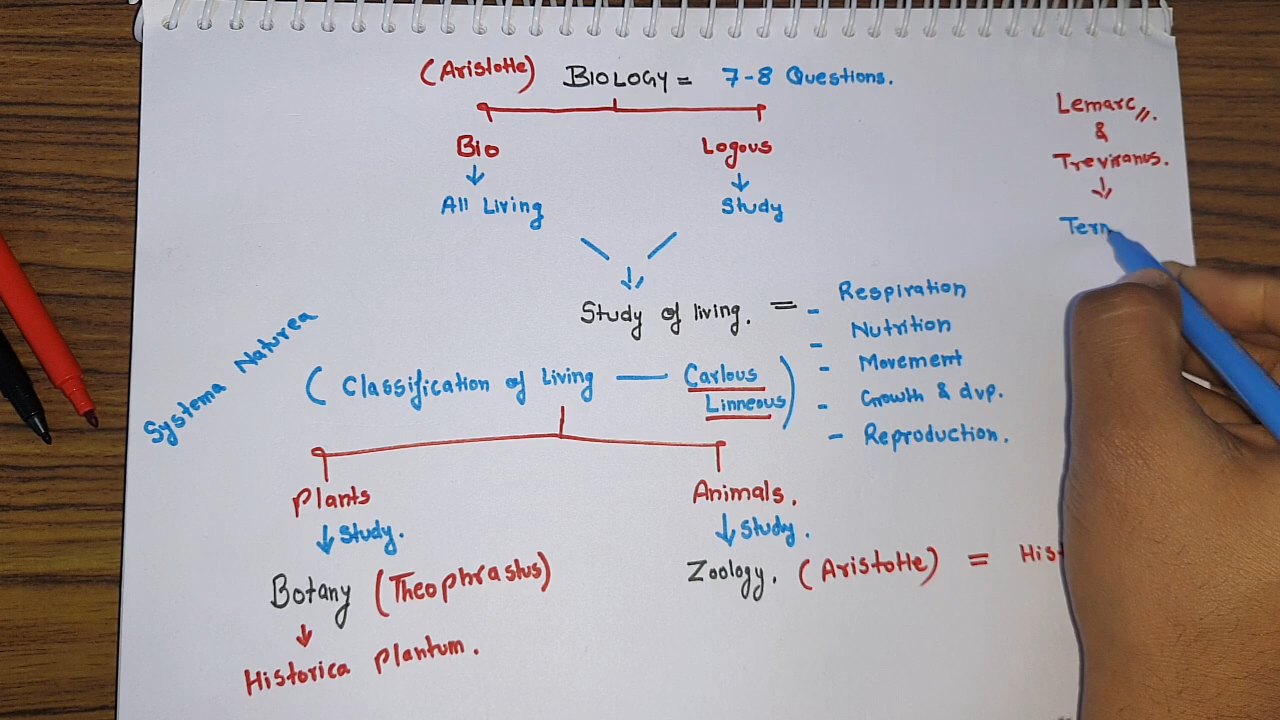 (Aristotle) BIOLOGY = 7-8 Questions.
Lemarc,,.
&
Treviranus.
Bio Logous
All Living Study
Study of living. =
- Respiration
- Nutrition
- Movement
- Growth & dvp.
- Reproduction.
Systema Naturea
(Classification of Living — Carlous
Linneous)
Plants Animals.
Study. Study.
Botany (Theophrastus) Zoology. (Aristotle) =
Historica plantum.